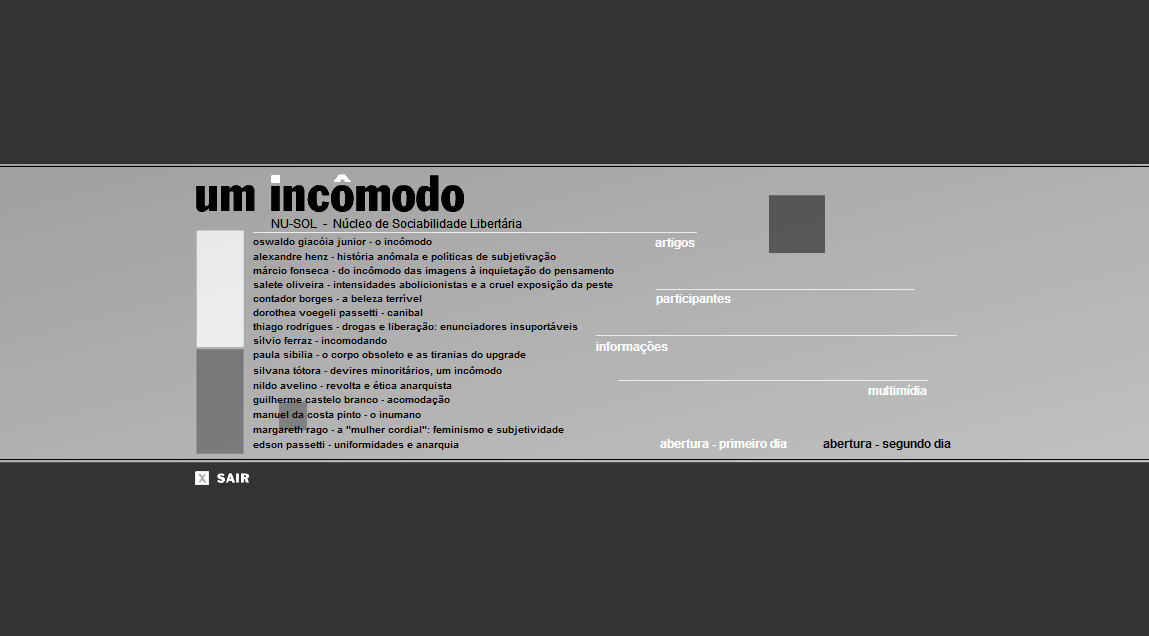 um incômodo
NU-SOL - Núcleo de Sociabilidade Libertária
oswaldo giacóia junior - o incômodo
alexandre henz - história anômala e políticas de subjetivação
márcio fonseca - do incômodo das imagens à inquietação do pensamento
salete oliveira - intensidades abolicionistas e a cruel exposição da peste
contador borges - a beleza terrível
dorothea voegeli passetti - canibal
thiago rodrigues - drogas e liberação: enunciadores insuportáveis
sílvio ferraz - incomodando
paula sibilia - o corpo obsoleto e as tiranias do upgrade
silvana tótora - devires minoritários, um incômodo
nildo avelino - revolta e ética anarquista
guilherme castelo branco - acomodação
manuel da costa pinto - o inumano
margareth rago - a "mulher cordial": feminismo e subjetividade
edson passetti - uniformidades e anarquia
artigos
participantes
informações
multimídia
abertura - primeiro dia
abertura - segundo dia
X SAIR